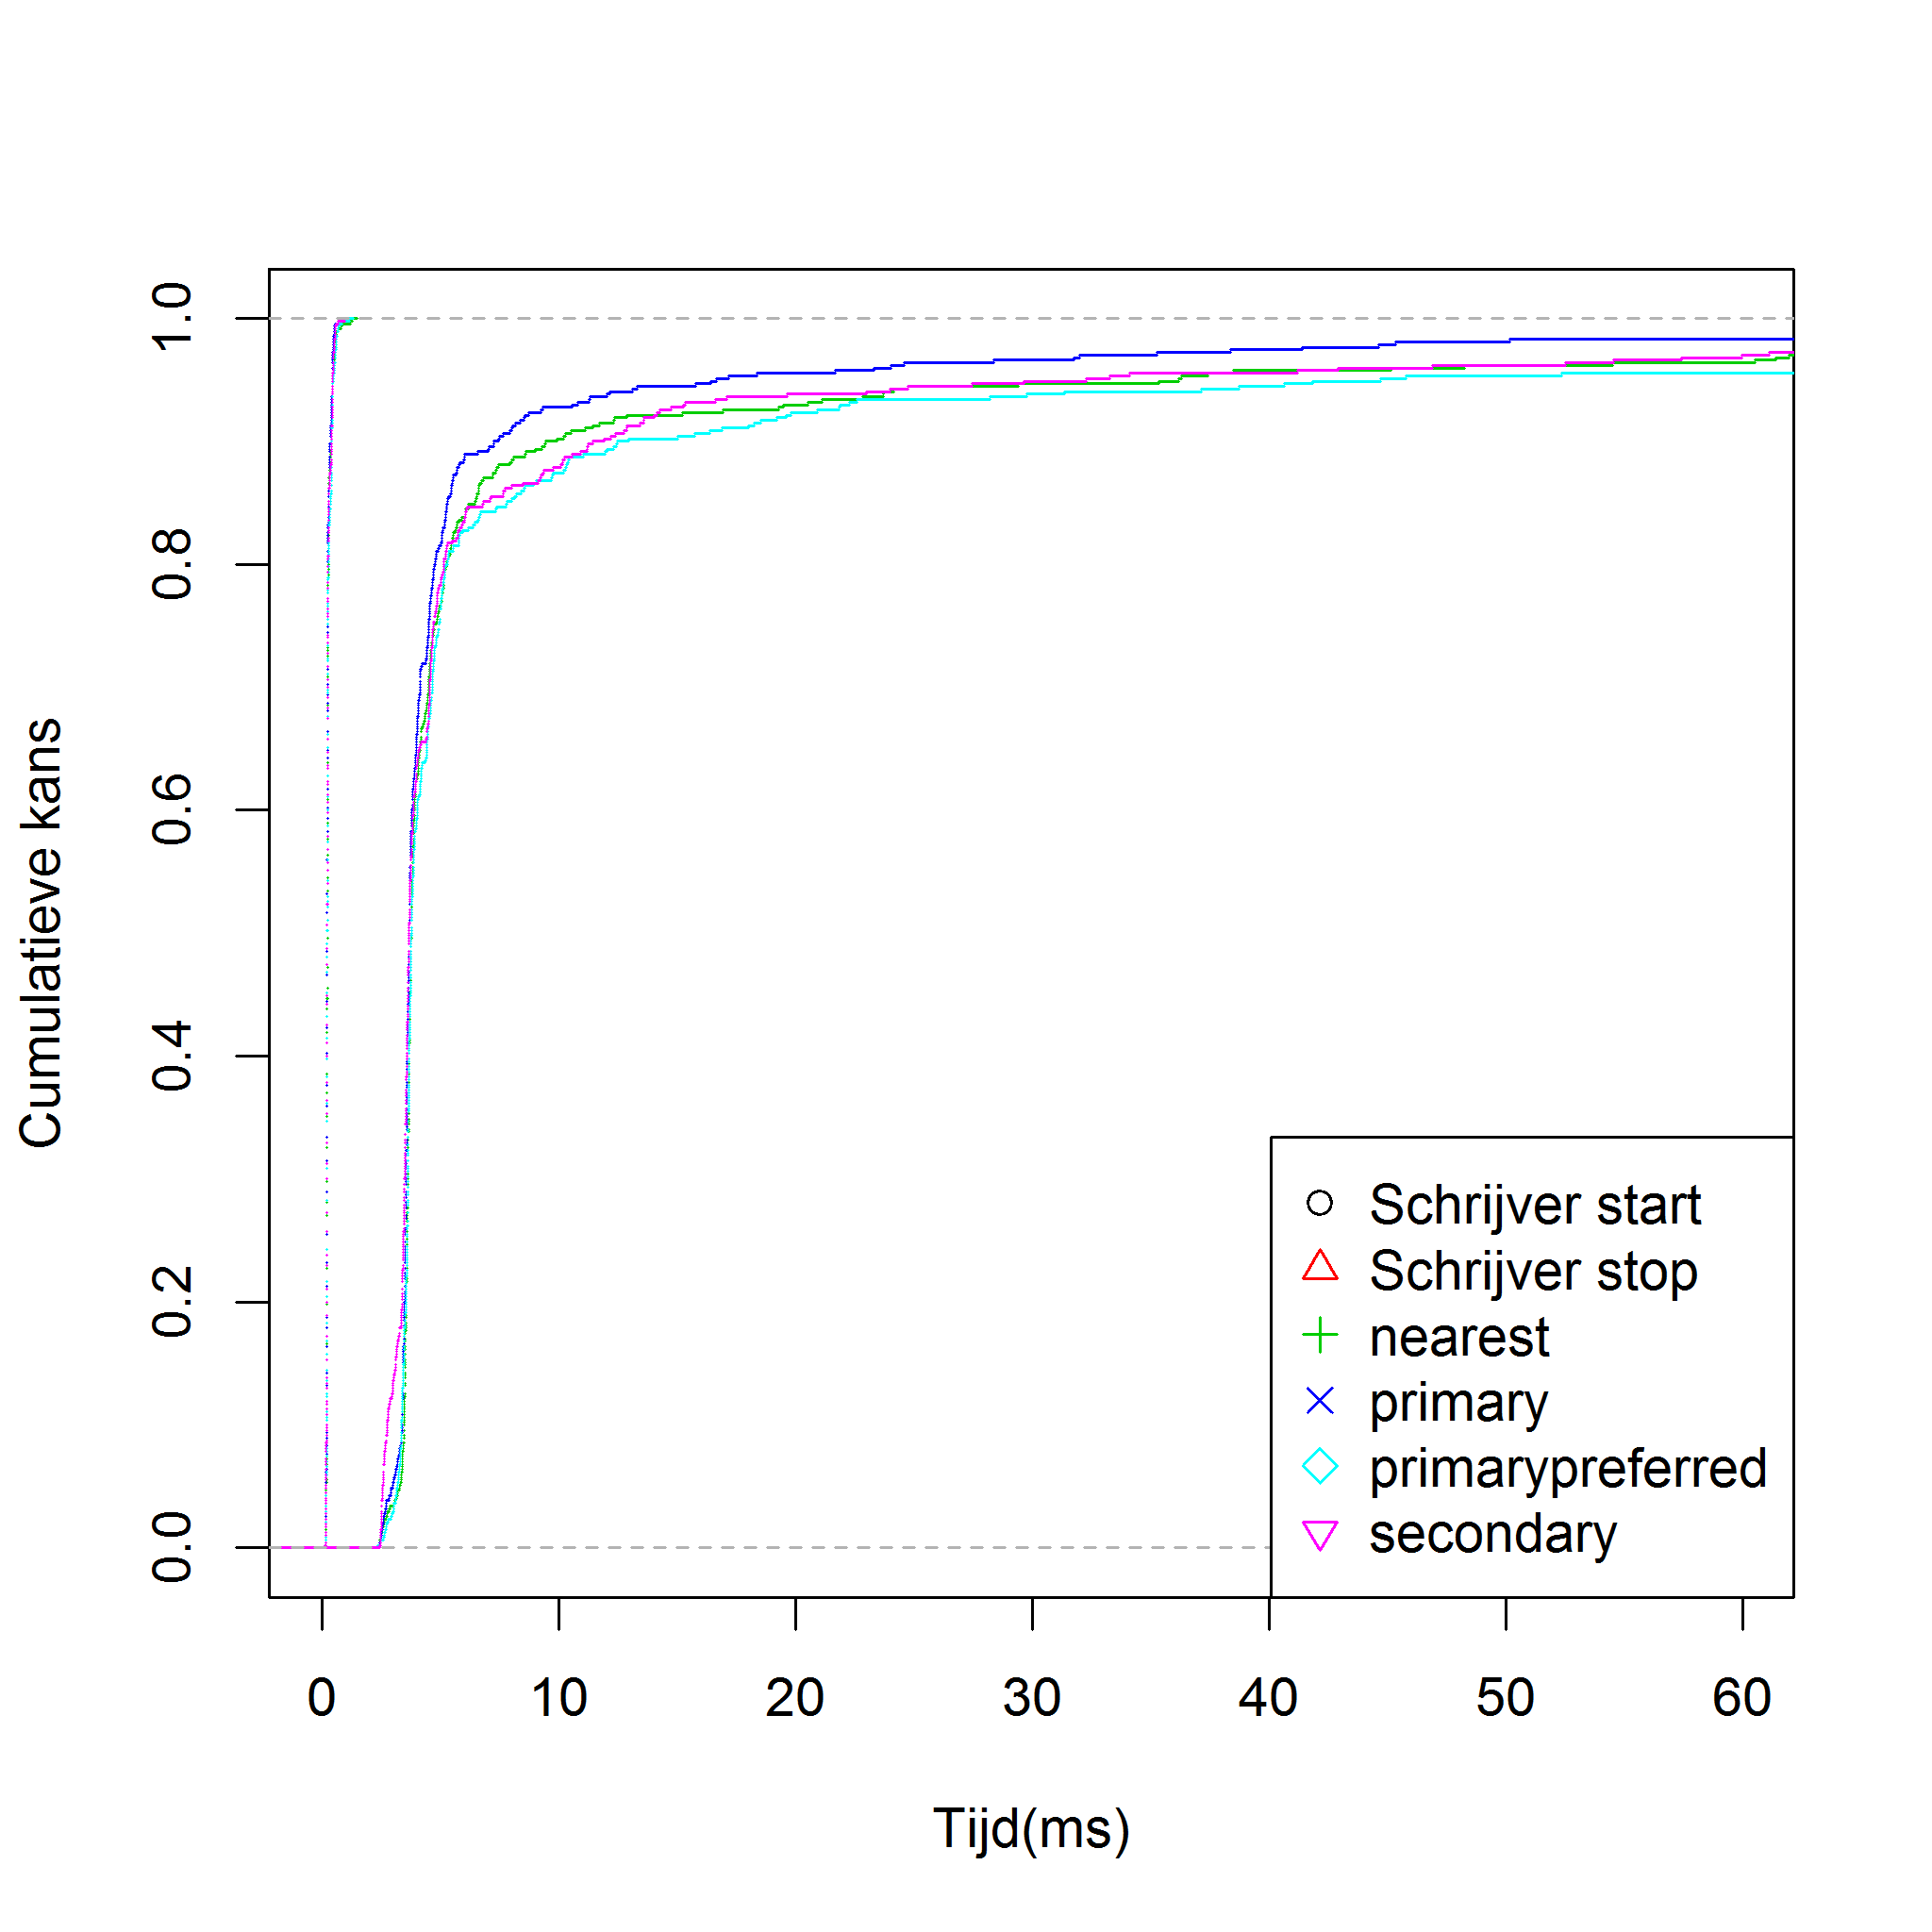 Cumulatieve kans
1.0
0.8
0.6
0.4
0.2
0.0
Schrijver start
Schrijver stop
nearest
primary
primarypreferred
secondary
0 10 20 30 40 50 60
Tijd(ms)